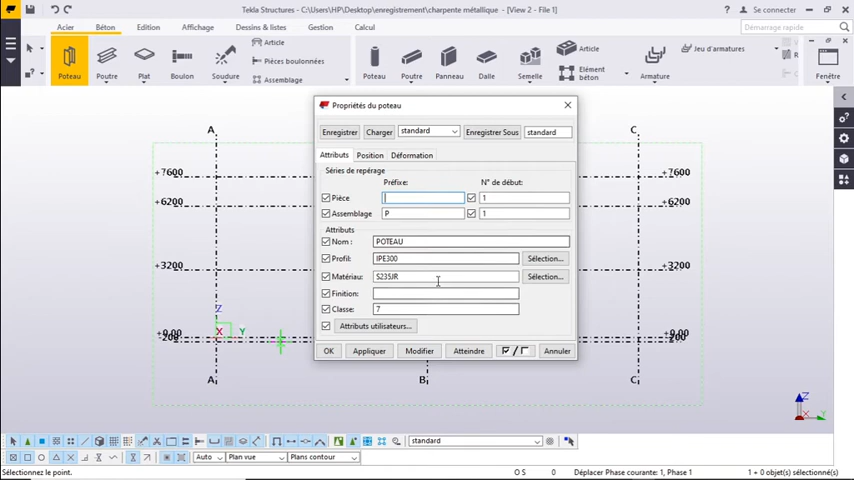 Tekla Structures - C:\Users\HP\Desktop\enregistrement\charpente métallique - [View 2 - File 1]
Se connecter
Acier Béton Edition Affichage Dessins & listes Gestion Calcul
Démarrage rapide
Poteau Poutre Plat Boulon Soudure
Article
Pièces boulonnées
Assemblage
Poteau Poutre Panneau Dalle Semelle
Article
Elément béton
Armature
Jeu d'armatures
Fenêtre
Propriétés du poteau
Enregistrer Charger standard Enregistrer Sous standard
Attributs Position Déformation
Séries de repérage
Préfixe: N° de début:
Pièce 1
Assemblage P 1
Attributs
Nom : POTEAU
Profil: IPE300 Sélection...
Matériau: S235JR Sélection...
Finition:
Classe: 7
Attributs utilisateurs...
OK Appliquer Modifier Atteindre Annuler
A C
+7600 +7600
+6200 +6200
+3200 +3200
Z
X Y
+0.00 +0.00
-200 -200
A B C
Z
standard
Auto Plan vue Plans contour
Sélectionnez le point.
O S 0 Déplacer Phase courante: 1, Phase 1 1 + 0 objet(s) sélectionné(s)